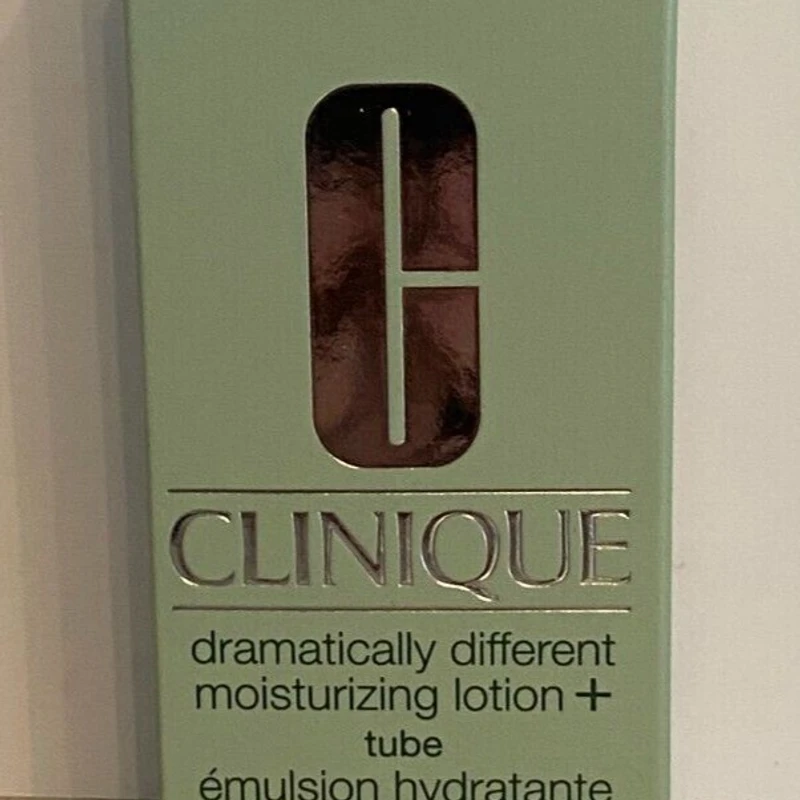 CLINIQUE
dramatically different
moisturizing lotion +
tube
émulsion hydratante